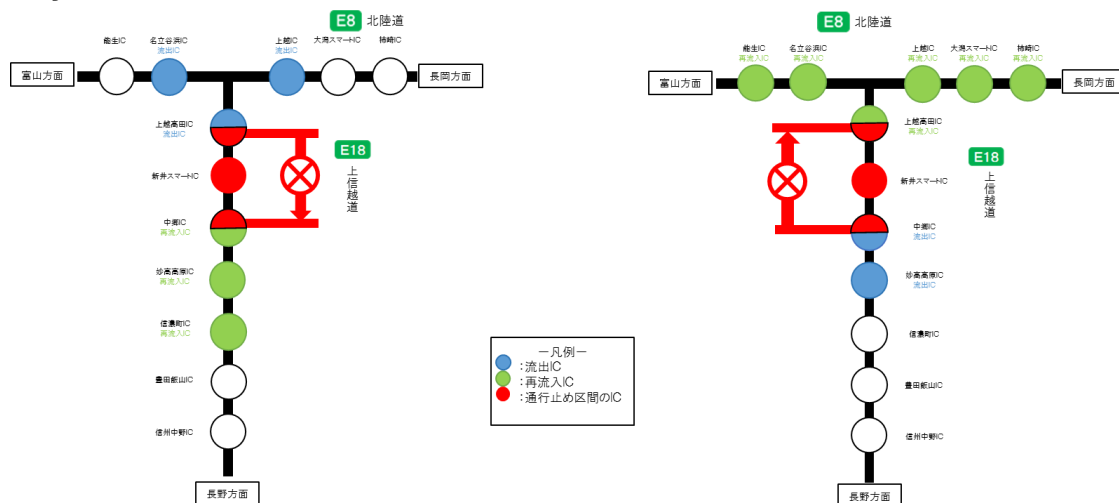 E8 北陸道
能生IC
名立谷浜IC
流出IC
上越IC
流出IC
大潟スマートNC
柿崎IC
富山方面
長岡方面
上越高田IC
流出IC
E18
上信越道
新井スマートNC
中郷IC
再流入IC
妙高高原IC
再流入IC
信濃町IC
再流入IC
豊田飯山IC
信州中野IC
長野方面
－凡例－
:流出IC
:再流入IC
:通行止め区間のIC
E8 北陸道
能生IC
再流入IC
名立谷浜IC
再流入IC
上越IC
再流入IC
大潟スマートNC
再流入IC
柿崎IC
再流入IC
富山方面
長岡方面
上越高田IC
再流入IC
E18
上信越道
新井スマートNC
中郷IC
流出IC
妙高高原IC
流出IC
信濃町IC
豊田飯山IC
信州中野IC
長野方面